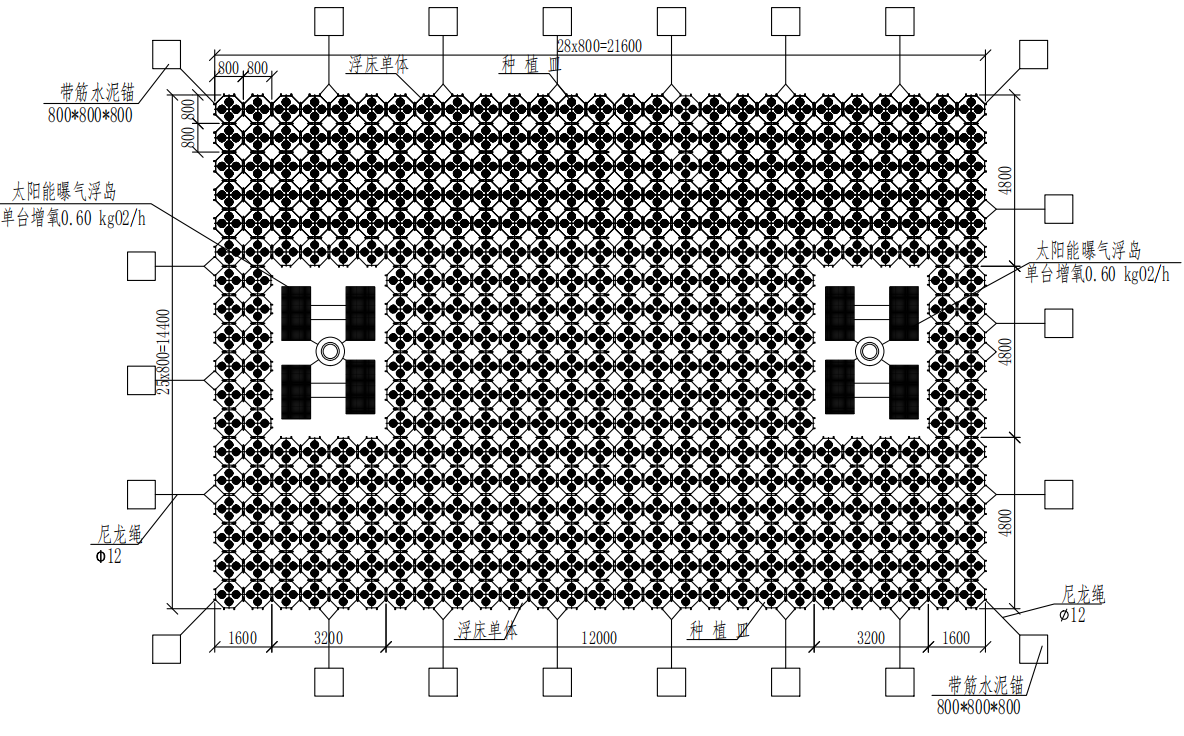 28x800=21600
800 800
浮床单体
种 植 皿
带筋水泥锚
800*800*800
800
800
太阳能曝气浮岛
单台增氧0.60 kgO2/h
4800
太阳能曝气浮岛
单台增氧0.60 kgO2/h
25x800=14400
4800
尼龙绳
Φ12
4800
尼龙绳
φ12
1600
3200
浮床单体
12000
种 植 皿
3200
1600
带筋水泥锚
800*800*800